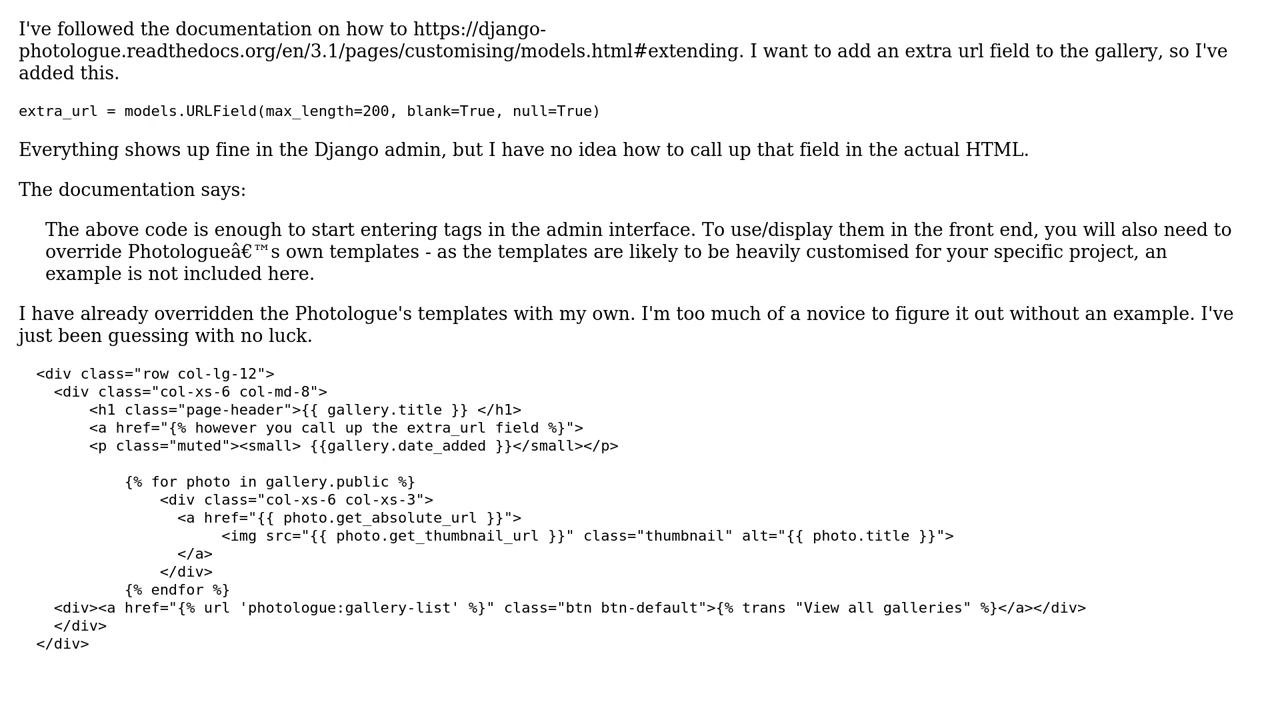 I've followed the documentation on how to https://django-
photologue.readthedocs.org/en/3.1/pages/customising/models.html#extending. I want to add an extra url field to the gallery, so I've
added this.
extra_url = models.URLField(max_length=200, blank=True, null=True)
Everything shows up fine in the Django admin, but I have no idea how to call up that field in the actual HTML.
The documentation says:
The above code is enough to start entering tags in the admin interface. To use/display them in the front end, you will also need to
override Photologueâ€™s own templates - as the templates are likely to be heavily customised for your specific project, an
example is not included here.
I have already overridden the Photologue's templates with my own. I'm too much of a novice to figure it out without an example. I've
just been guessing with no luck.
<div class="row col-lg-12">
<div class="col-xs-6 col-md-8">
<h1 class="page-header">{{ gallery.title }} </h1>
<a href="{% however you call up the extra_url field %}">
<p class="muted"><small> {{gallery.date_added }}</small></p>
{% for photo in gallery.public %}
<div class="col-xs-6 col-xs-3">
<a href="{{ photo.get_absolute_url }}">
<img src="{{ photo.get_thumbnail_url }}" class="thumbnail" alt="{{ photo.title }}">
</a>
</div>
{% endfor %}
<div><a href="{% url 'photologue:gallery-list' %}" class="btn btn-default">{% trans "View all galleries" %}</a></div>
</div>
</div>